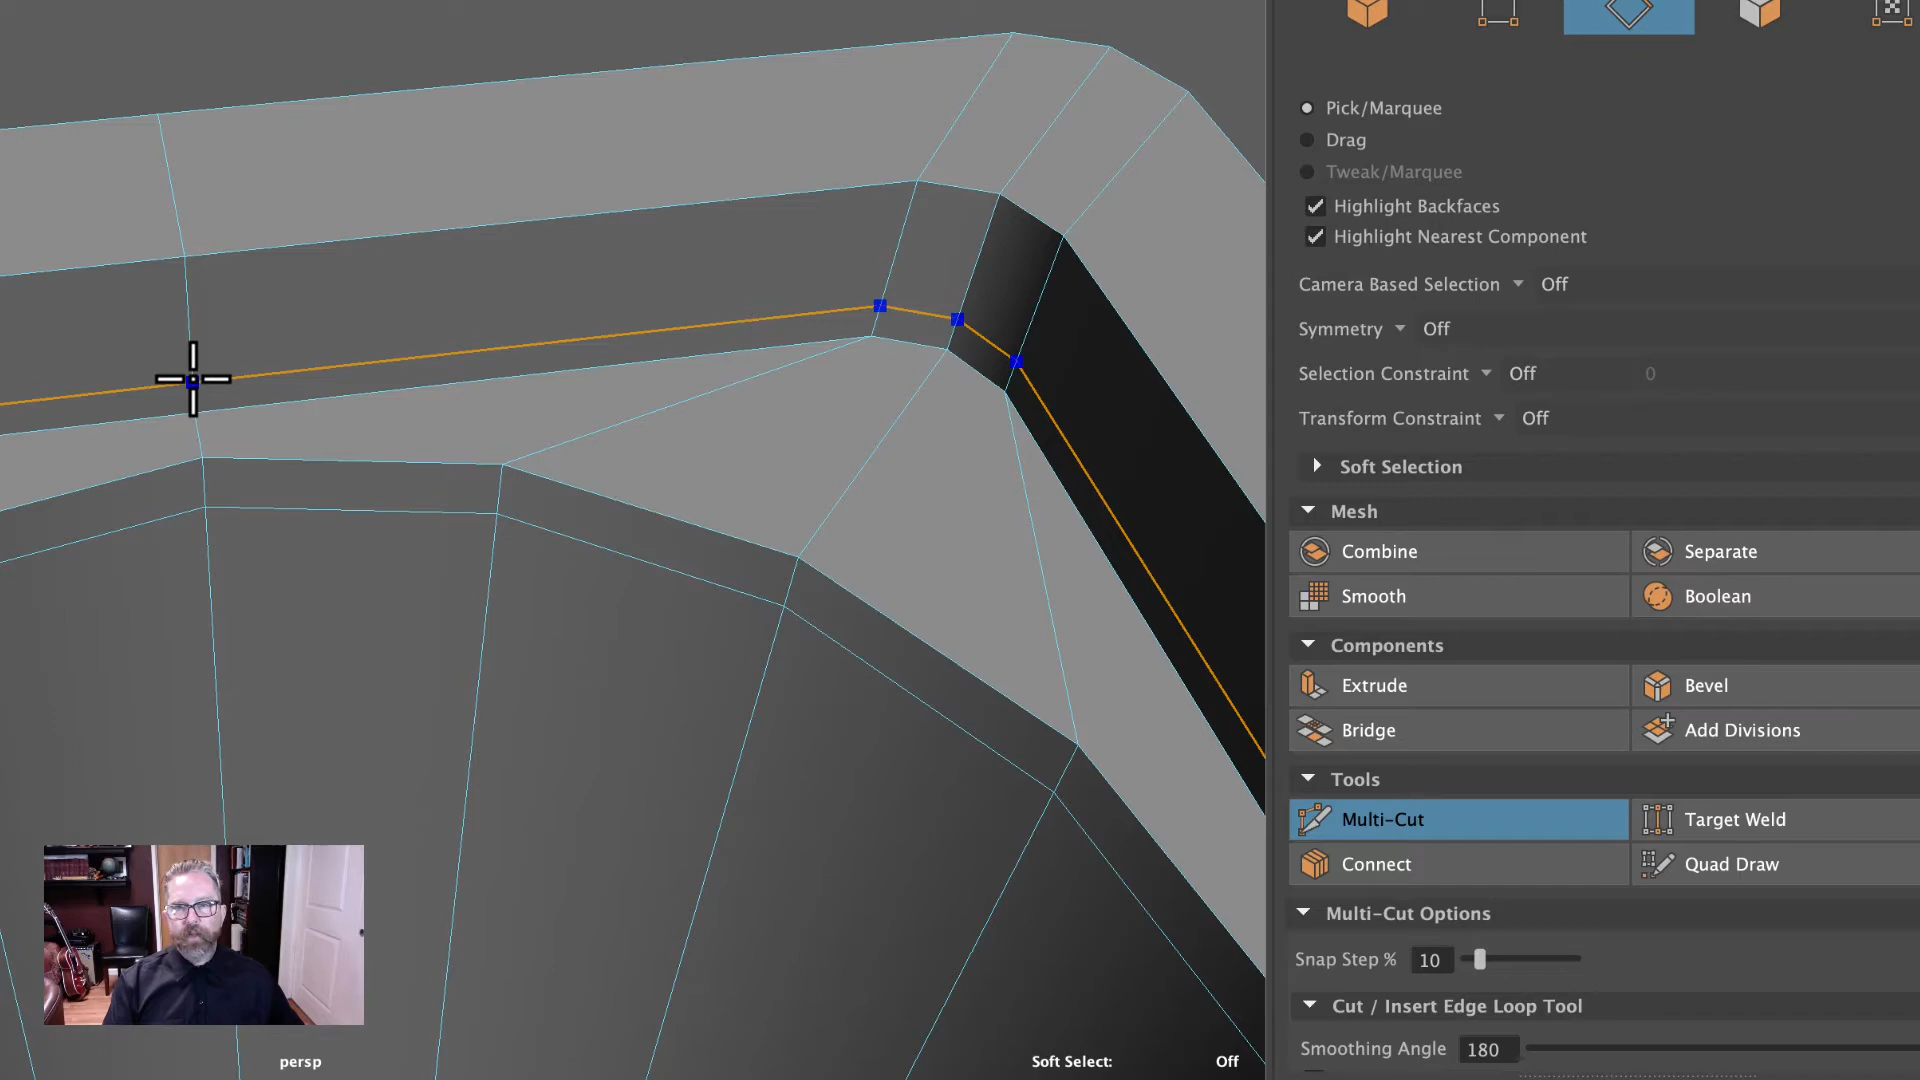 Pick/Marquee
Drag
Tweak/Marquee
Highlight Backfaces
Highlight Nearest Component
Camera Based Selection Off
Symmetry Off
Selection Constraint Off 0
Transform Constraint Off
Soft Selection
Mesh
Combine Separate
Smooth Boolean
Components
Extrude Bevel
Bridge Add Divisions
Tools
Multi-Cut Target Weld
Connect Quad Draw
Multi-Cut Options
Snap Step % 10
Cut / Insert Edge Loop Tool
Smoothing Angle 180
persp Soft Select: Off